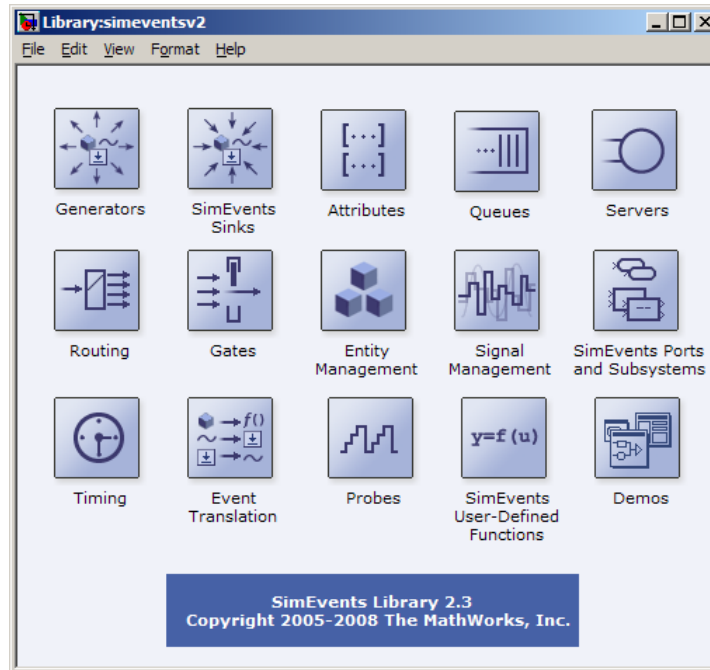 Library:simeventsv2
File Edit View Format Help
[...]
[...]
...
Generators SimEvents Sinks Attributes Queues Servers
Routing Gates Entity Management Signal Management SimEvents Ports and Subsystems
f()
y=f(u)
Timing Event Translation Probes SimEvents User-Defined Functions Demos
SimEvents Library 2.3
Copyright 2005-2008 The MathWorks, Inc.